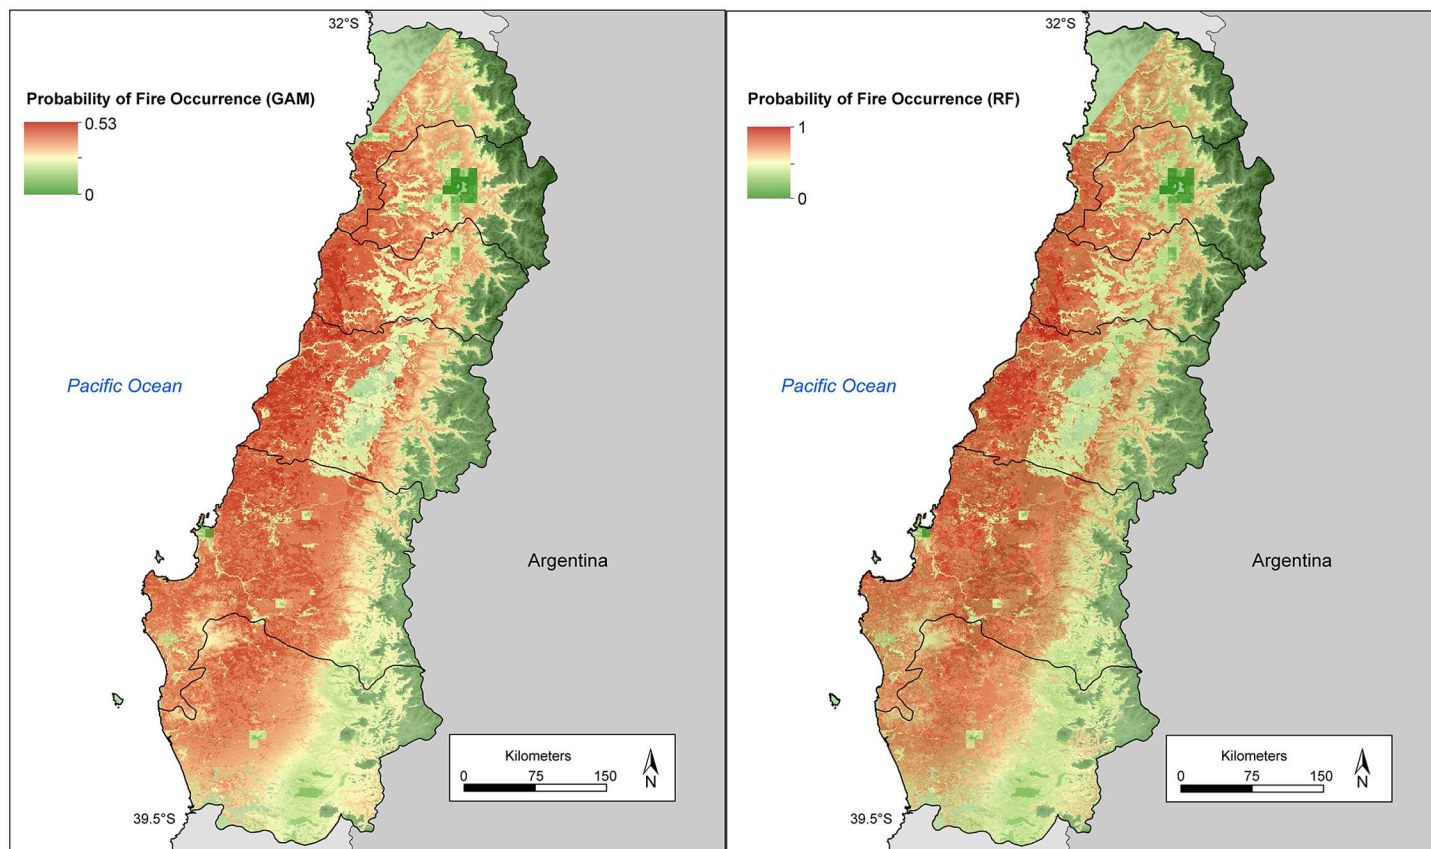 32°S
Probability of Fire Occurrence (GAM)
0.53
0
Pacific Ocean
Argentina
Kilometers
0 75 150
N
39.5°S
32°S
Probability of Fire Occurrence (RF)
1
0
Pacific Ocean
Argentina
Kilometers
0 75 150
N
39.5°S